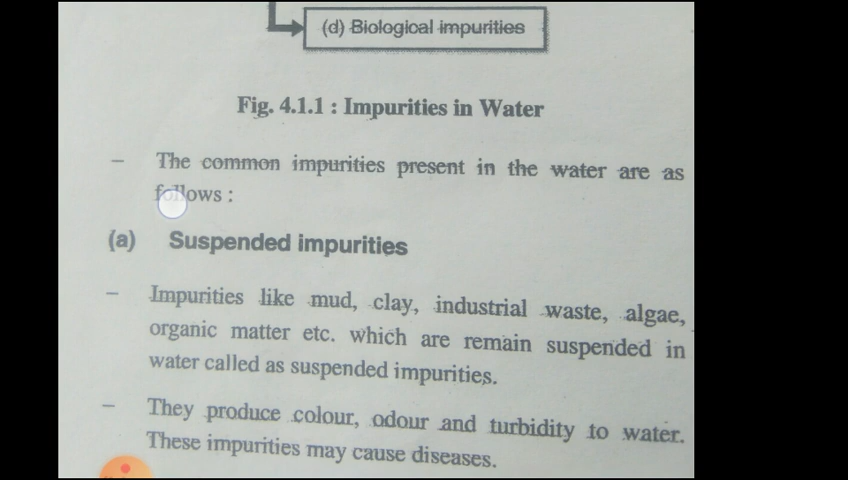 (d) Biological impurities
Fig. 4.1.1 : Impurities in Water
– The common impurities present in the water are as
follows :
(a) Suspended impurities
– Impurities like mud, clay, industrial waste, algae,
organic matter etc. which are remain suspended in
water called as suspended impurities.
– They produce colour, odour and turbidity to water.
These impurities may cause diseases.